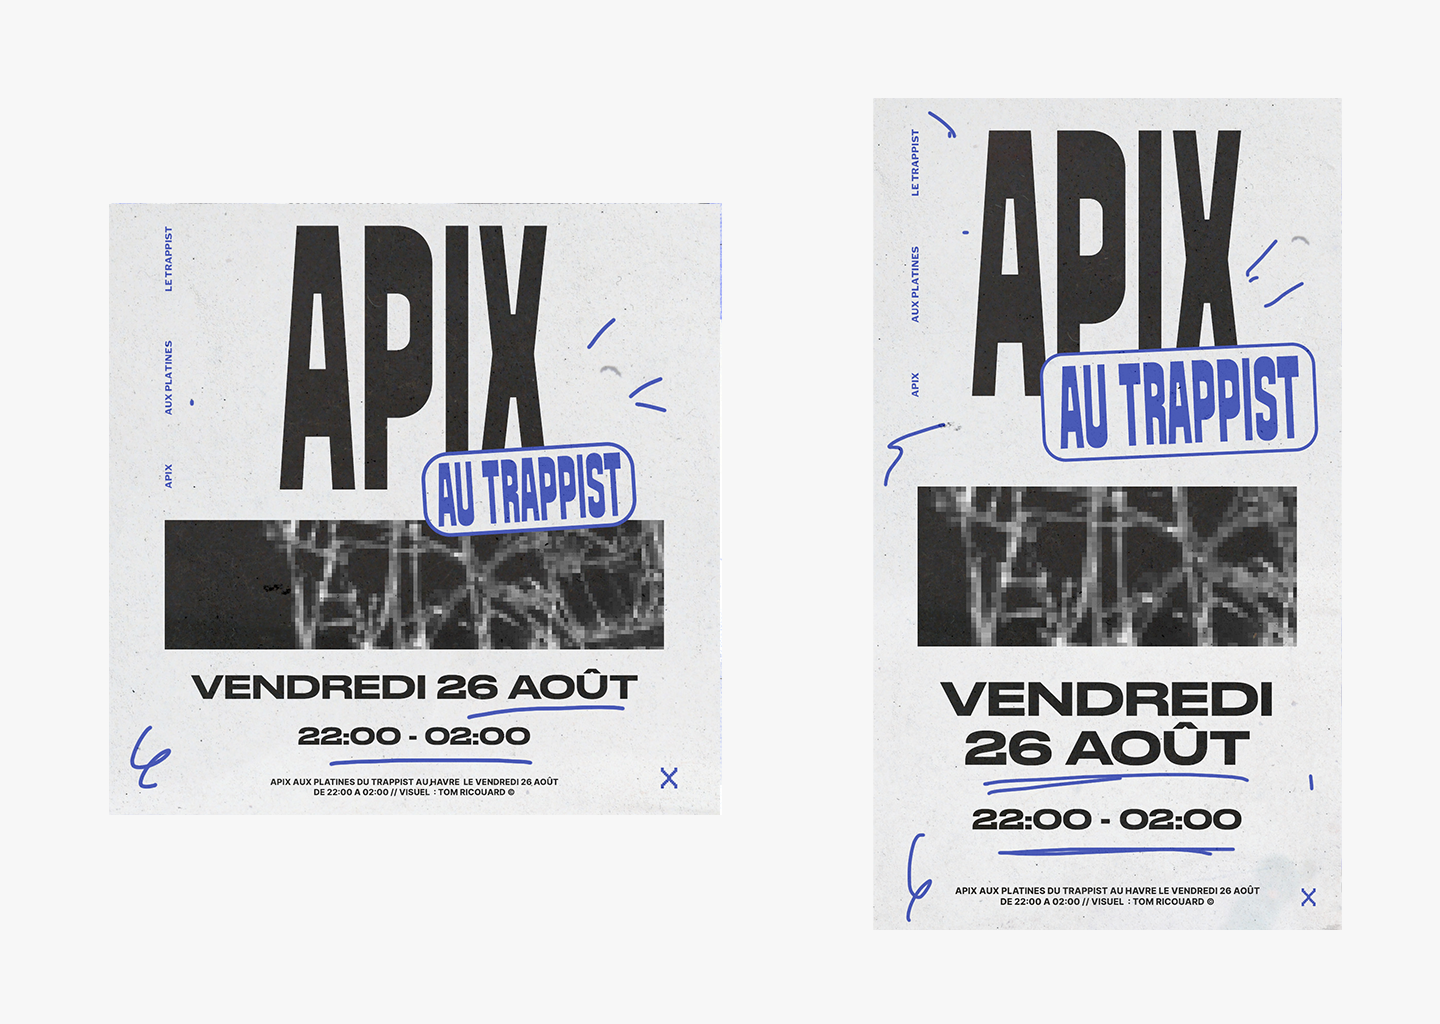 LE TRAPPIST
AUX PLATINES
APIX
APIX
AU TRAPPIST
VENDREDI 26 AOÛT
22:00 - 02:00
APIX AUX PLATINES DU TRAPPIST AU HAVRE LE VENDREDI 26 AOÛT
DE 22:00 A 02:00 // VISUEL : TOM RICOUARD ©
X
LE TRAPPIST
AUX PLATINES
APIX
APIX
AU TRAPPIST
VENDREDI
26 AOÛT
22:00 - 02:00
APIX AUX PLATINES DU TRAPPIST AU HAVRE LE VENDREDI 26 AOÛT
DE 22:00 A 02:00 // VISUEL : TOM RICOUARD ©
X